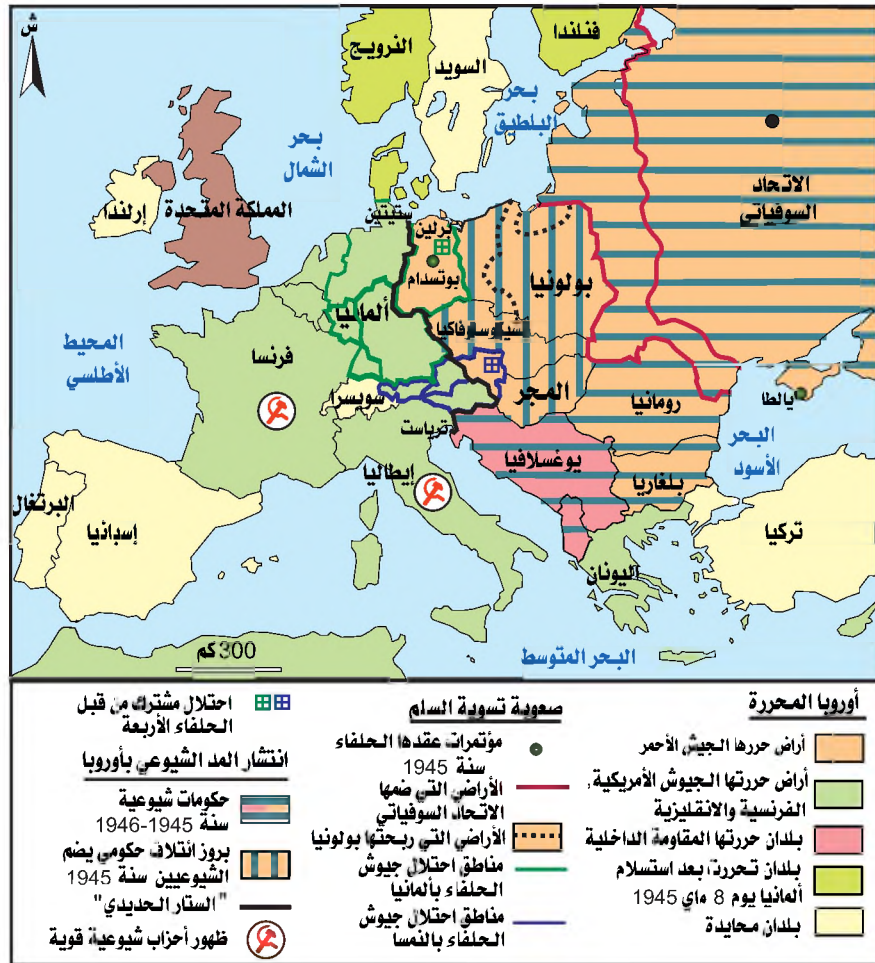 ش
النرويج
فنلندا
السويد
بحر
البلطيق
بحر
الشمال
الاتحاد
السوفياتي
إرلندا
المملكة المتحدة
ستيتين
برلين
بوتسدام
بولونيا
ألمانيا
تشيكوسلوفاكيا
المحيط
الأطلسي
فرنسا
سويسرا
المجر
رومانيا
يالطا
ترياست
البحر
الأسود
يوغسلافيا
إيطاليا
بلغاريا
البرتغال
إسبانيا
تركيا
اليونان
300 كم
البحر المتوسط
أوروبا المحررة
أراض حررها الجيش الأحمر
أراض حررتها الجيوش الأمريكية,
الفرنسية والانقليزية
بلدان حررتها المقاومة الداخلية
بلدان تحررت بعد استسلام
ألمانيا يوم 8 ماي 1945
بلدان محايدة
صعوبة تسوية السلم
مؤتمرات عقدها الحلفاء
سنة 1945
الأراضي التي ضمها
الاتحاد السوفياتي
الأراضي التي ربحتها بولونيا
مناطق احتلال جيوش
الحلفاء بألمانيا
مناطق احتلال جيوش
الحلفاء بالنمسا
احتلال مشترك من قبل
الحلفاء الأربعة
انتشار المد الشيوعي بأوروبا
حكومات شيوعية
سنة 1945-1946
بروز ائتلاف حكومي يضم
الشيوعيين سنة 1945
"الستار الحديدي"
ظهور أحزاب شيوعية قوية